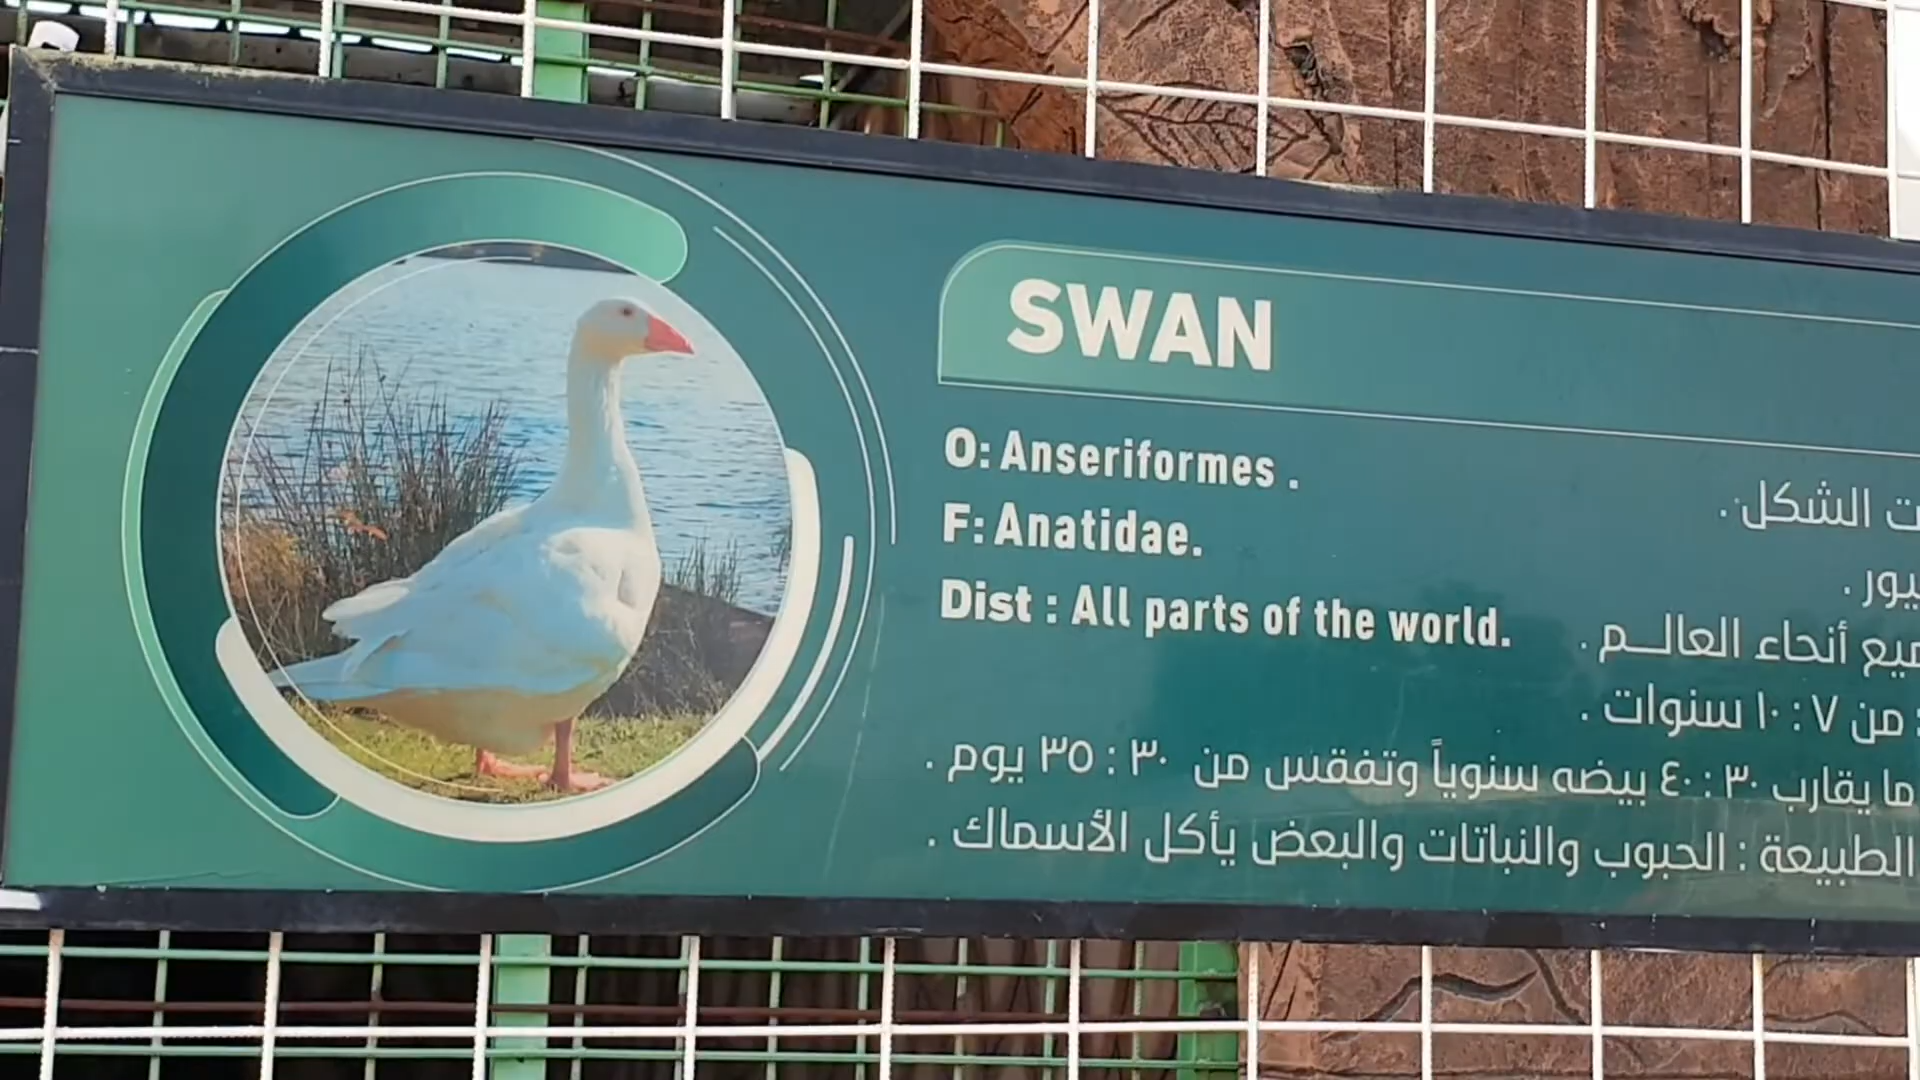 SWAN
O: Anseriformes .
F: Anatidae.
Dist : All parts of the world.
الشكل .
أنحاء العالـم .
من ٧ : ١٠ سنوات .
ما يقارب ٣٠ : ٤٠ بيضه سنوياً وتفقس من ٣٠ : ٣٥ يوم .
الطبيعة : الحبوب والنباتات والبعض يأكل الأسماك .